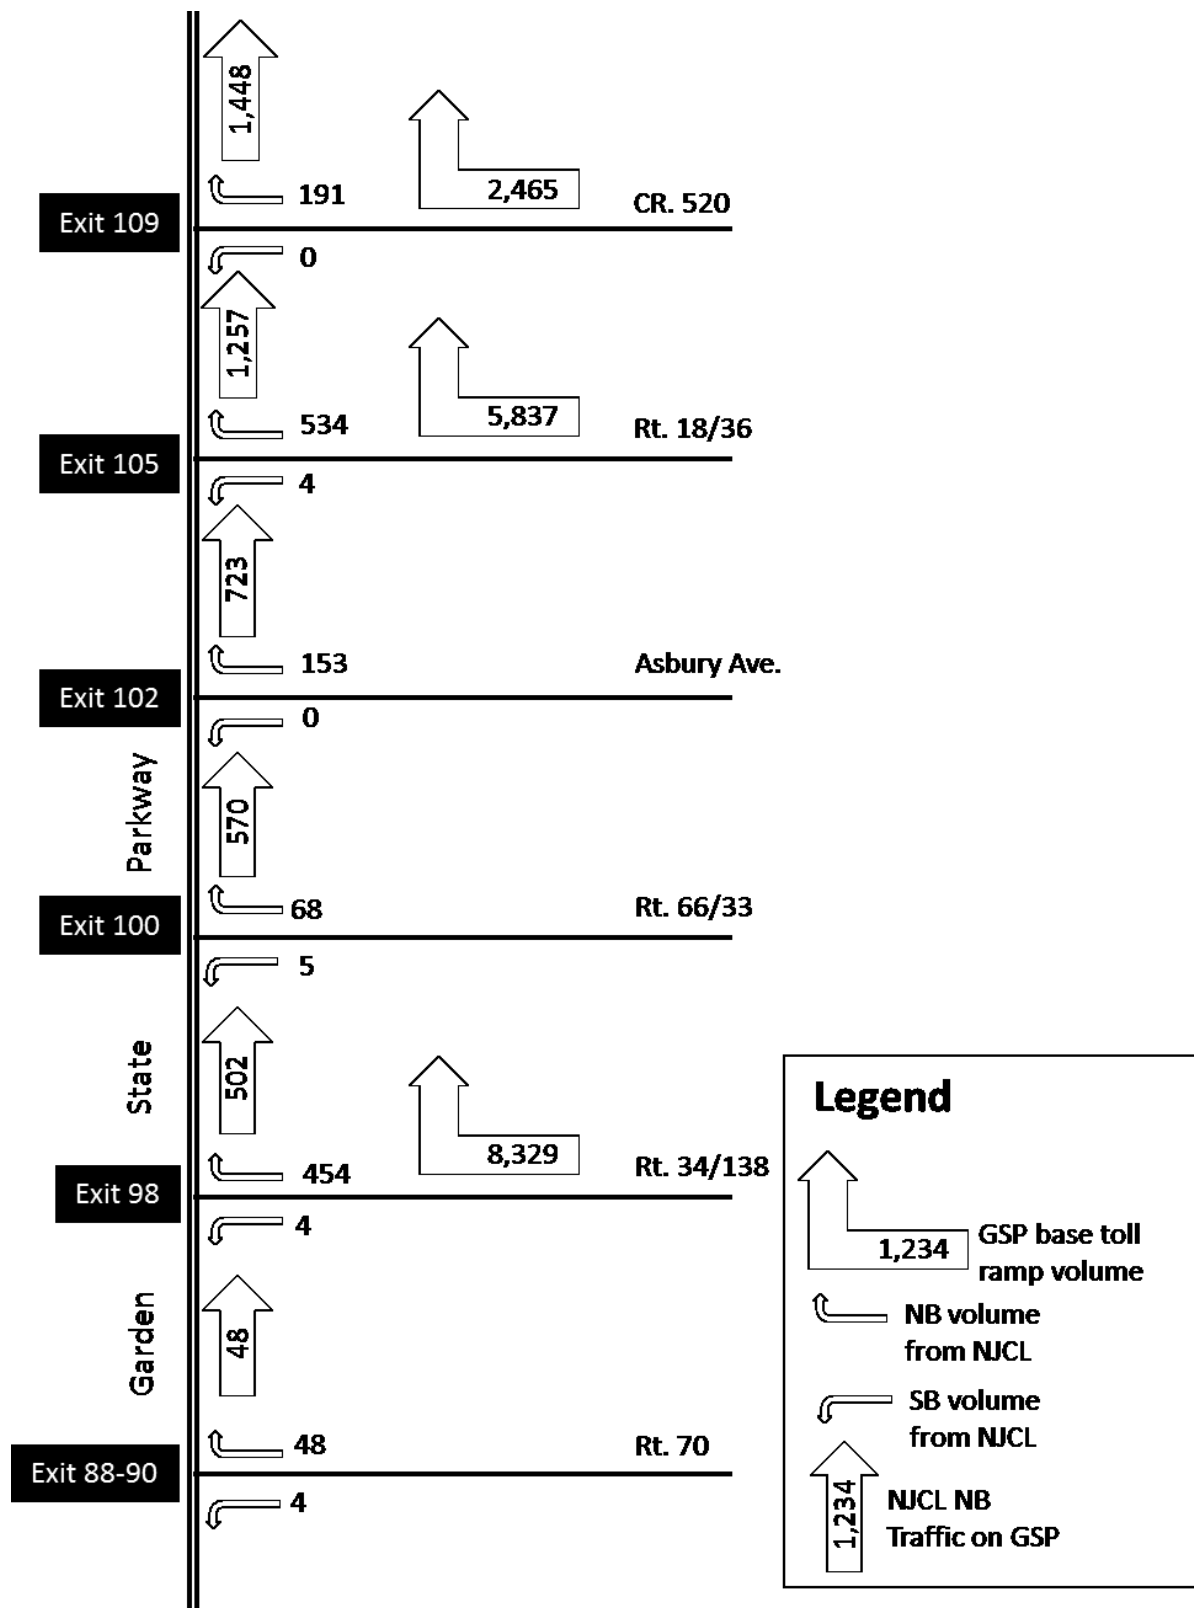 1,448
191
2,465
CR. 520
Exit 109
0
1,257
534
5,837
Rt. 18/36
Exit 105
4
723
153
Asbury Ave.
Exit 102
0
570
68
Rt. 66/33
Exit 100
5
502
454
8,329
Rt. 34/138
Exit 98
4
48
48
Rt. 70
Exit 88-90
4
Garden State Parkway
Legend
1,234
GSP base toll
ramp volume
NB volume
from NJCL
SB volume
from NJCL
1,234
NJCL NB
Traffic on GSP